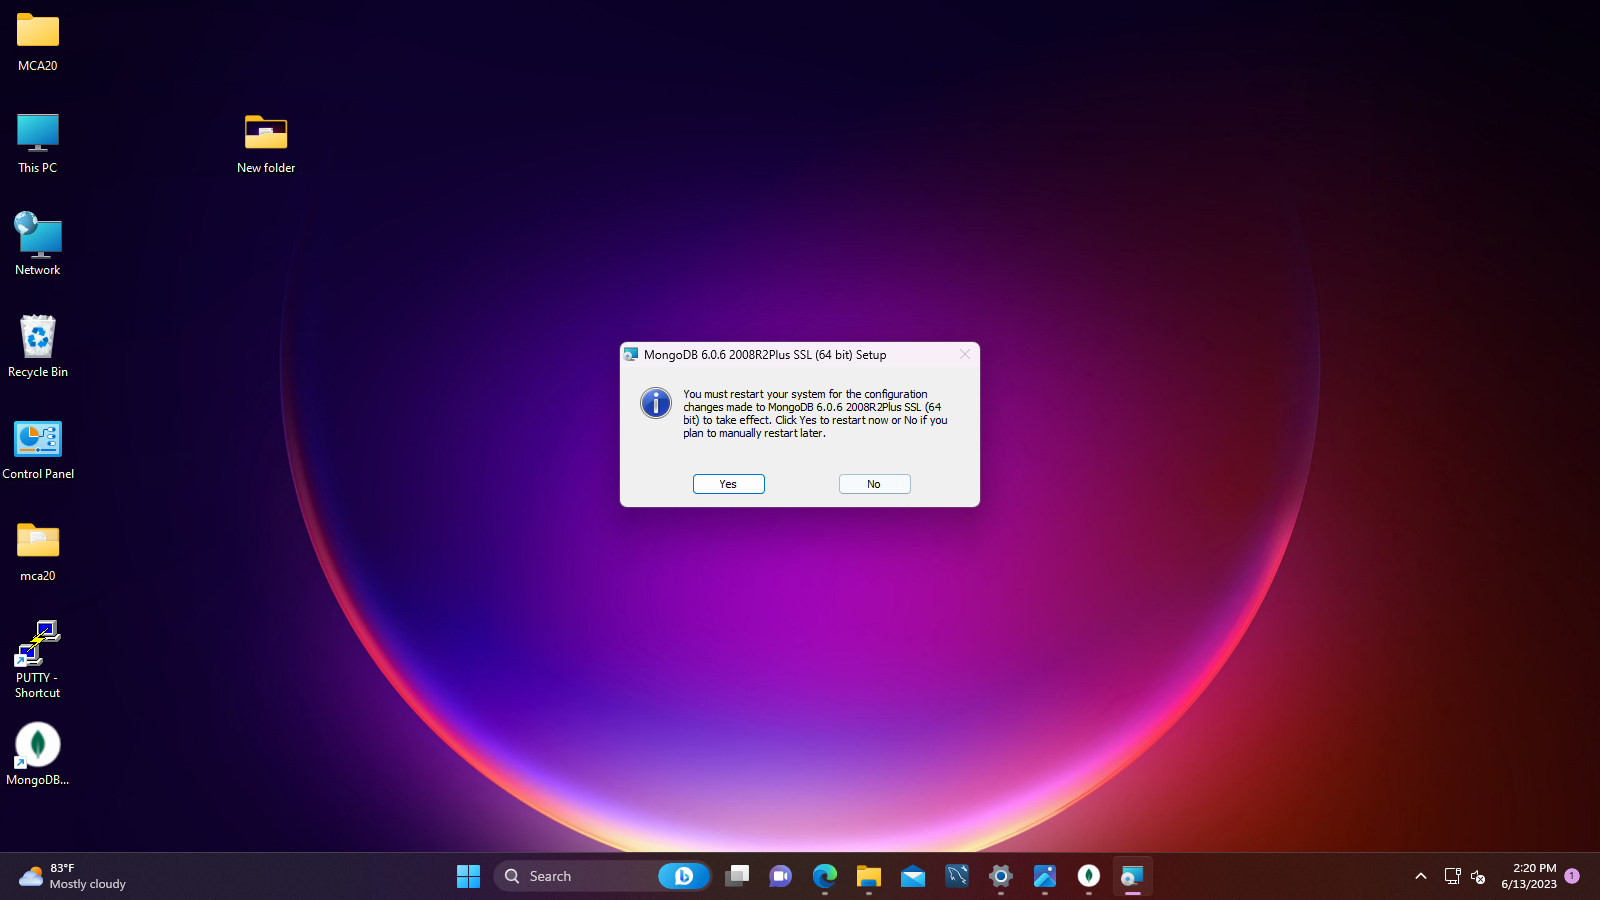 MCA20
This PC
New folder
Network
Recycle Bin
Control Panel
mca20
PUTTY -
Shortcut
MongoDB...
MongoDB 6.0.6 2008R2Plus SSL (64 bit) Setup
You must restart your system for the configuration
changes made to MongoDB 6.0.6 2008R2Plus SSL (64
bit) to take effect. Click Yes to restart now or No if you
plan to manually restart later.
Yes
No
83°F
Mostly cloudy
Search
2:20 PM
6/13/2023
1